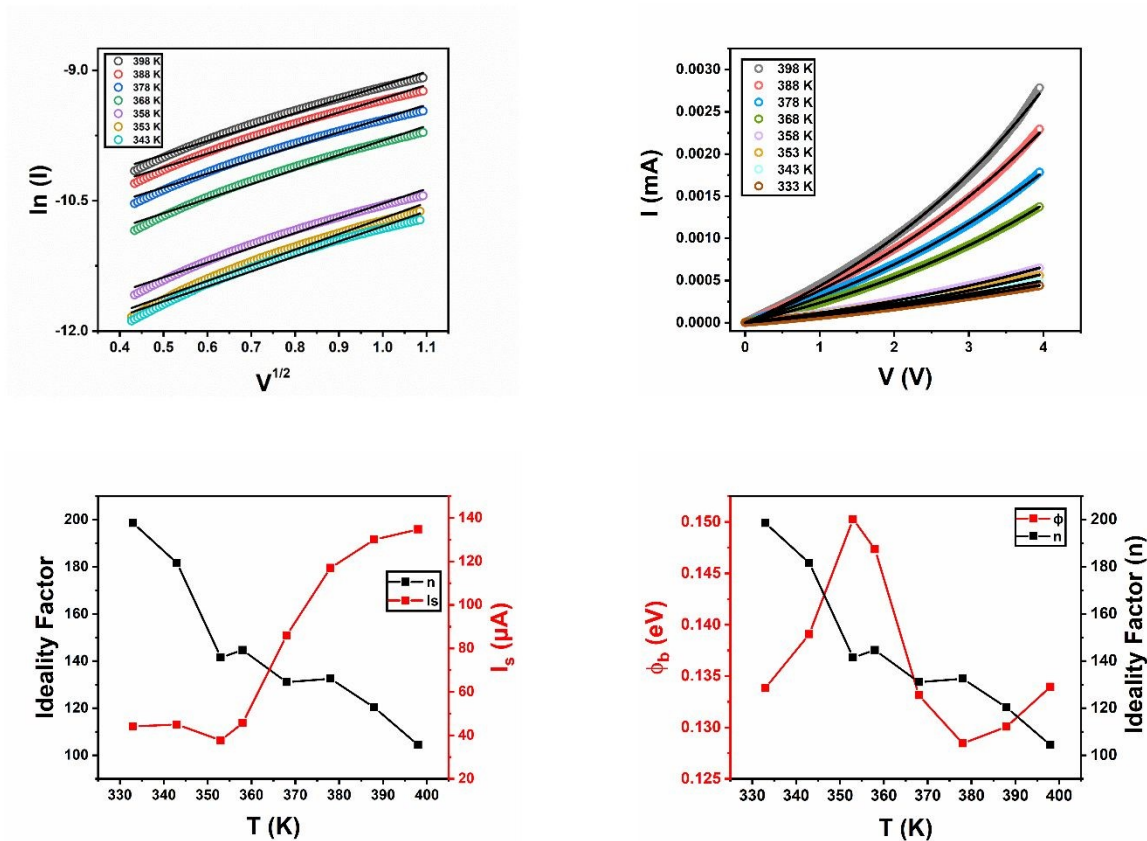 398 K
388 K
378 K
368 K
358 K
353 K
343 K
-9.0
-10.5
-12.0
ln (I)
0.4 0.5 0.6 0.7 0.8 0.9 1.0 1.1
V1/2
398 K
388 K
378 K
368 K
358 K
353 K
343 K
333 K
0.0030
0.0025
0.0020
0.0015
0.0010
0.0005
0.0000
I (mA)
0 1 2 3 4
V (V)
200
180
160
140
120
100
Ideality Factor
n
Is
140
120
100
80
60
40
20
Is (µA)
330 340 350 360 370 380 390 400
T (K)
0.150
0.145
0.140
0.135
0.130
0.125
ϕb (eV)
ϕ
n
200
180
160
140
120
100
Ideality Factor (n)
330 340 350 360 370 380 390 400
T (K)